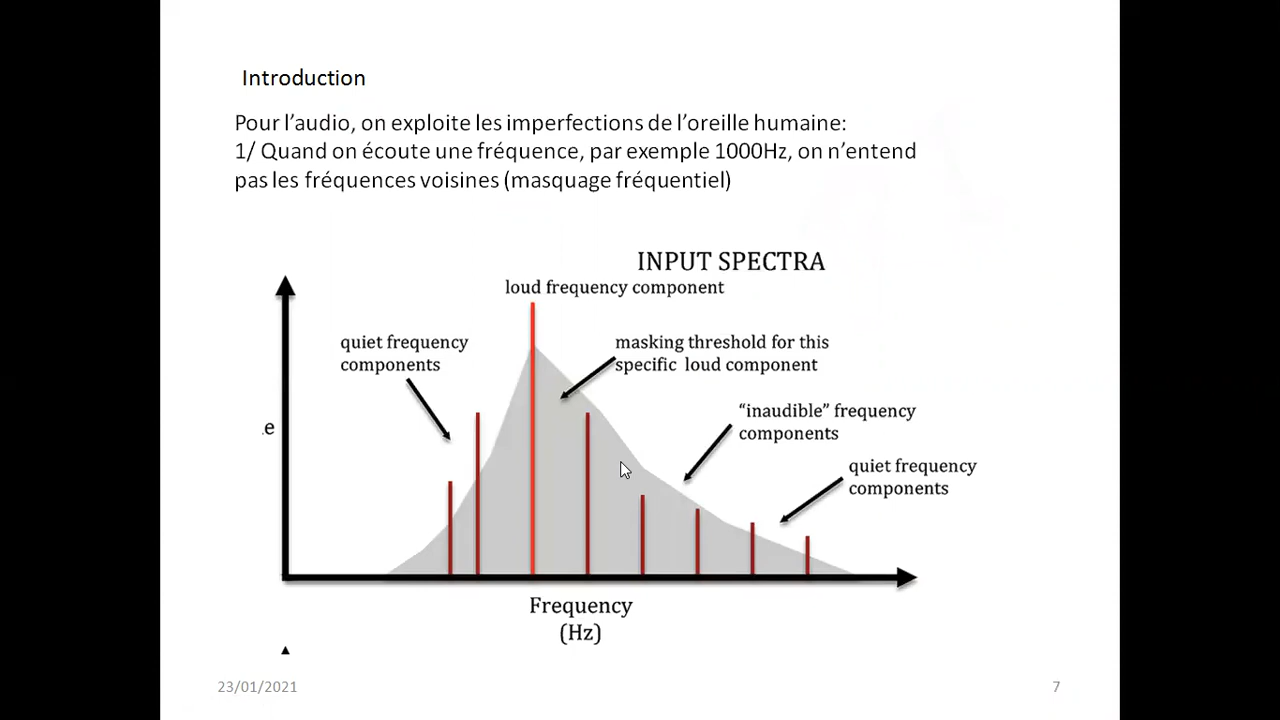 Introduction
Pour l’audio, on exploite les imperfections de l’oreille humaine:
1/ Quand on écoute une fréquence, par exemple 1000Hz, on n’entend
pas les fréquences voisines (masquage fréquentiel)
INPUT SPECTRA
loud frequency component
quiet frequency
components
masking threshold for this
specific loud component
“inaudible” frequency
components
quiet frequency
components
Frequency
(Hz)
23/01/2021
7